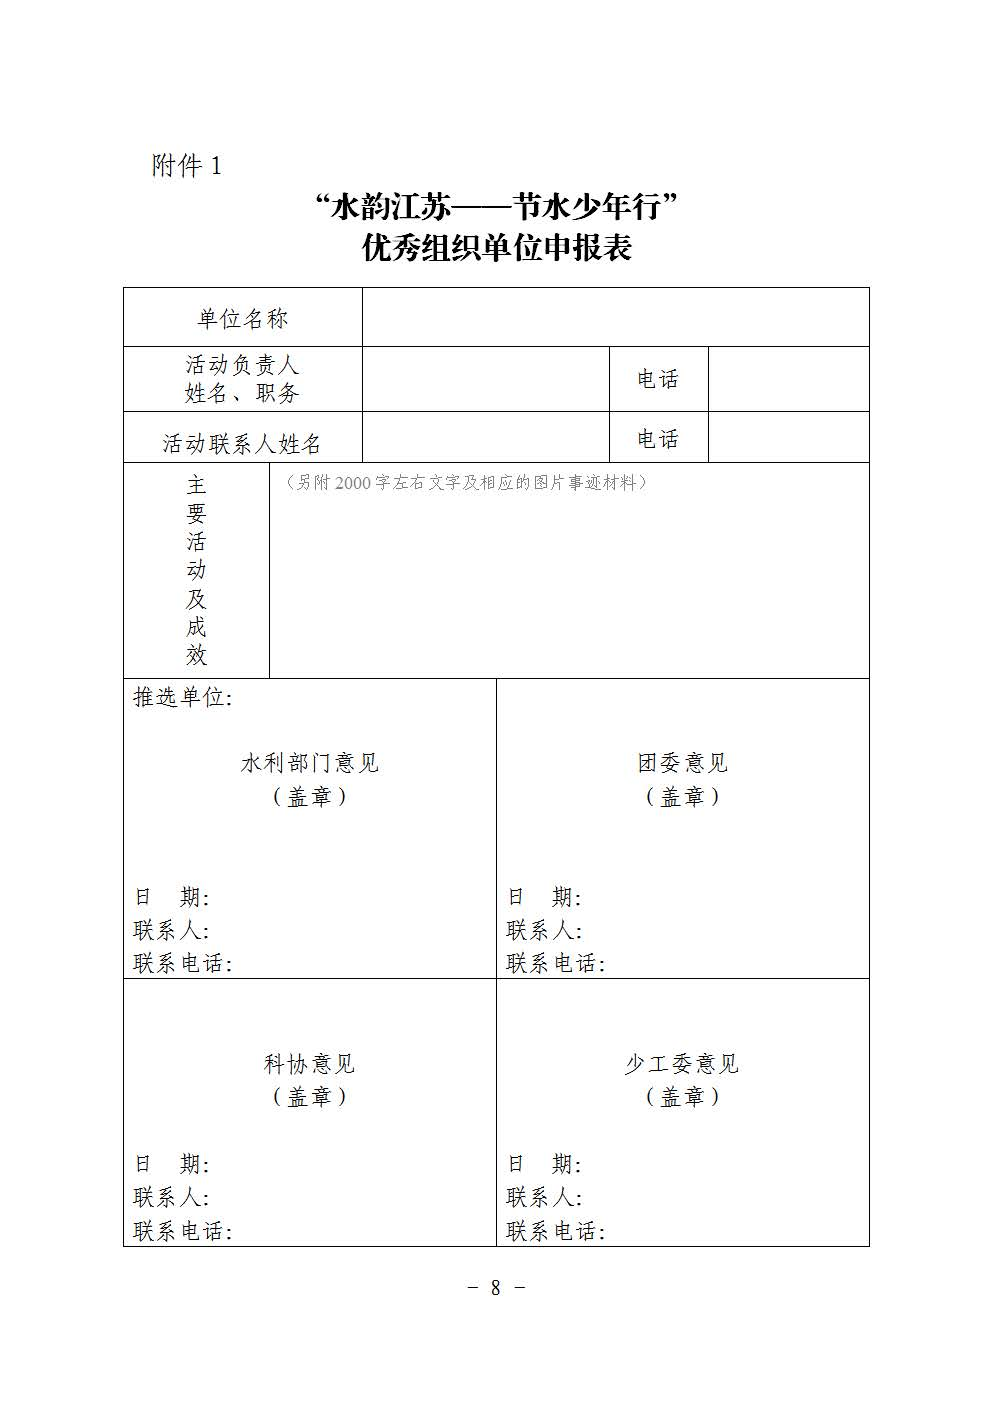 附件 1
“水韵江苏——节水少年行”
优秀组织单位申报表
单位名称
活动负责人
姓名、职务
电话
活动联系人姓名
电话
主
要
活
动
及
成
效
（另附 2000 字左右文字及相应的图片事迹材料）
推选单位:
水利部门意见
（盖章）
日　期:
联系人:
联系电话:
团委意见
（盖章）
日　期:
联系人:
联系电话:
科协意见
（盖章）
日　期:
联系人:
联系电话:
少工委意见
（盖章）
日　期:
联系人:
联系电话:
- 8 -